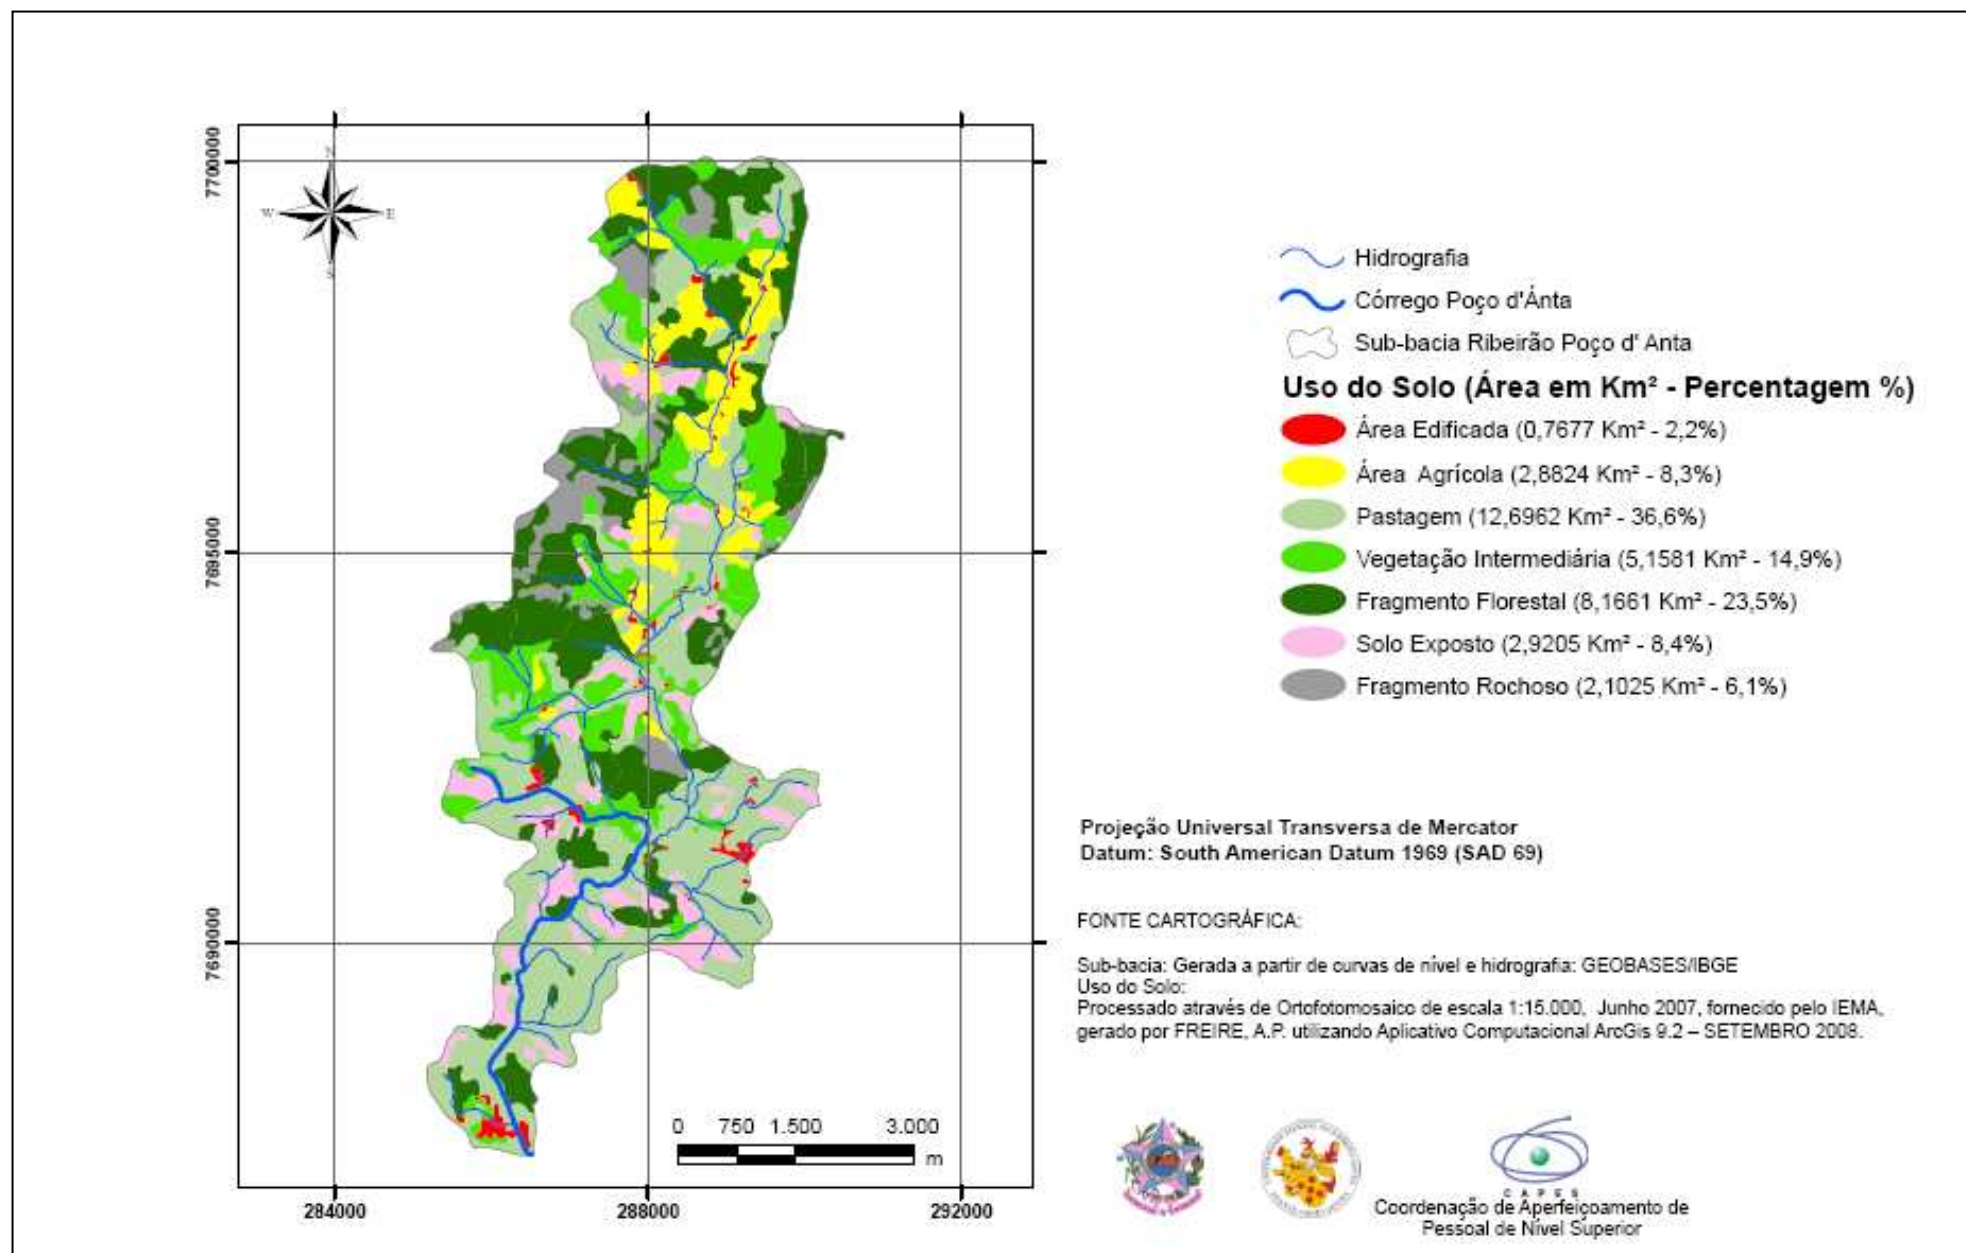 7700000
7695000
7690000
N
W
E
S
0 750 1.500 3.000
m
284000
288000
292000
Hidrografia
Córrego Poço d'Ánta
Sub-bacia Ribeirão Poço d' Anta
Uso do Solo (Área em Km² - Percentagem %)
Área Edificada (0,7677 Km² - 2,2%)
Área Agrícola (2,8824 Km² - 8,3%)
Pastagem (12,6962 Km² - 36,6%)
Vegetação Intermediária (5,1581 Km² - 14,9%)
Fragmento Florestal (8,1661 Km² - 23,5%)
Solo Exposto (2,9205 Km² - 8,4%)
Fragmento Rochoso (2,1025 Km² - 6,1%)
Projeção Universal Transversa de Mercator
Datum: South American Datum 1969 (SAD 69)
FONTE CARTOGRÁFICA:
Sub-bacia: Gerada a partir de curvas de nível e hidrografia: GEOBASES/IBGE
Uso do Solo:
Processado através de Ortofotomosaico de escala 1:15.000, Junho 2007, fornecido pelo IEMA,
gerado por FREIRE, A.P. utilizando Aplicativo Computacional ArcGis 9.2 – SETEMBRO 2008.
CAPES
Coordenação de Aperfeiçoamento de
Pessoal de Nível Superior